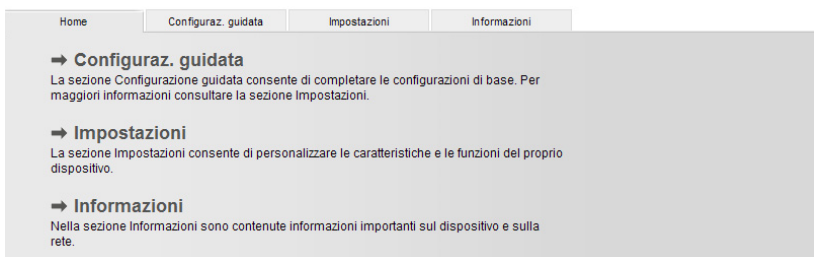 Home Configuraz. guidata Impostazioni Informazioni
➡ Configuraz. guidata
La sezione Configurazione guidata consente di completare le configurazioni di base. Per
maggiori informazioni consultare la sezione Impostazioni.
➡ Impostazioni
La sezione Impostazioni consente di personalizzare le caratteristiche e le funzioni del proprio
dispositivo.
➡ Informazioni
Nella sezione Informazioni sono contenute informazioni importanti sul dispositivo e sulla
rete.